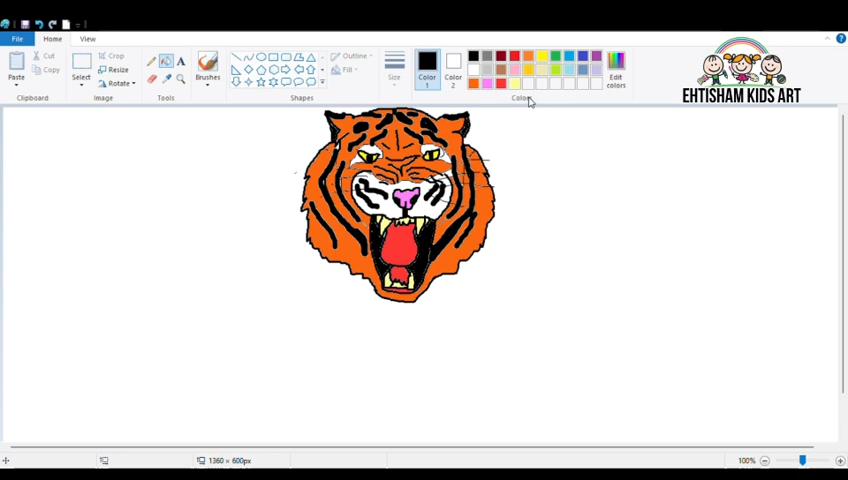 File
Home
View
Paste
Cut
Copy
Clipboard
Select
Crop
Resize
Rotate
Image
A
Tools
Brushes
Shapes
Outline
Fill
Size
Color
1
Color
2
Edit
colors
Colors
EHTISHAM KIDS ART
1360 × 600px
100%